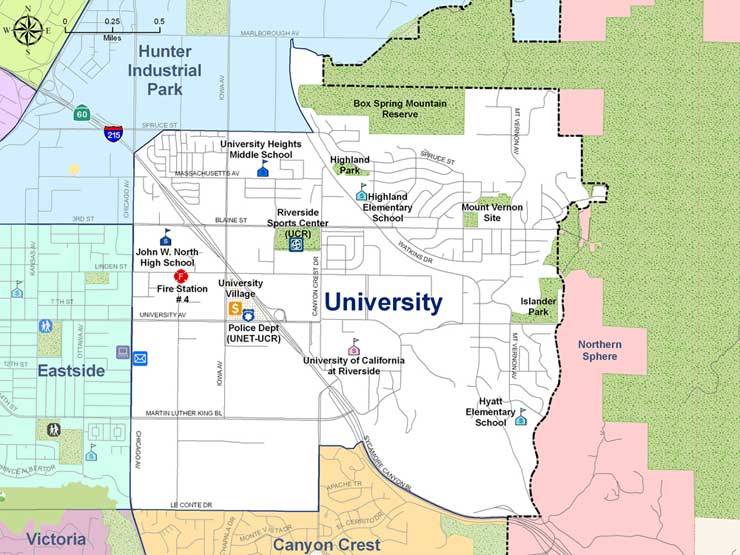 N
W
E
S
0
0.25
0.5
Miles
MARLBOROUGH AV
Hunter
Industrial
Park
IOWA AV
60
215
SPRUCE ST
Box Spring Mountain
Reserve
MT VERNON AV
University Heights
Middle School
MASSACHUSETTS AV
Highland
Park
SPRUCE ST
CHICAGO AV
Highland
Elementary
School
Mount Vernon
Site
3RD ST
BLAINE ST
Riverside
Sports Center
(UCR)
WATKINS DR
KANSAS AV
John W. North
High School
LINDEN ST
F
Fire Station
# 4
University
Village
CANYON CREST DR
University
Islander
Park
7TH ST
UNIVERSITY AV
$
Police Dept
(UNET-UCR)
OTTAWA AV
MT VERNON AV
Northern
Sphere
12TH ST
Eastside
University of California
at Riverside
IOWA AV
14TH ST
Hyatt
Elementary
School
MARTIN LUTHER KING BL
CHICAGO AV
SYCAMORE CANYON BL
PRINCE ALBERT DR
APACHE TR
LE CONTE DR
EL CERRITO DR
MONTE VISTA DR
Victoria
Canyon Crest